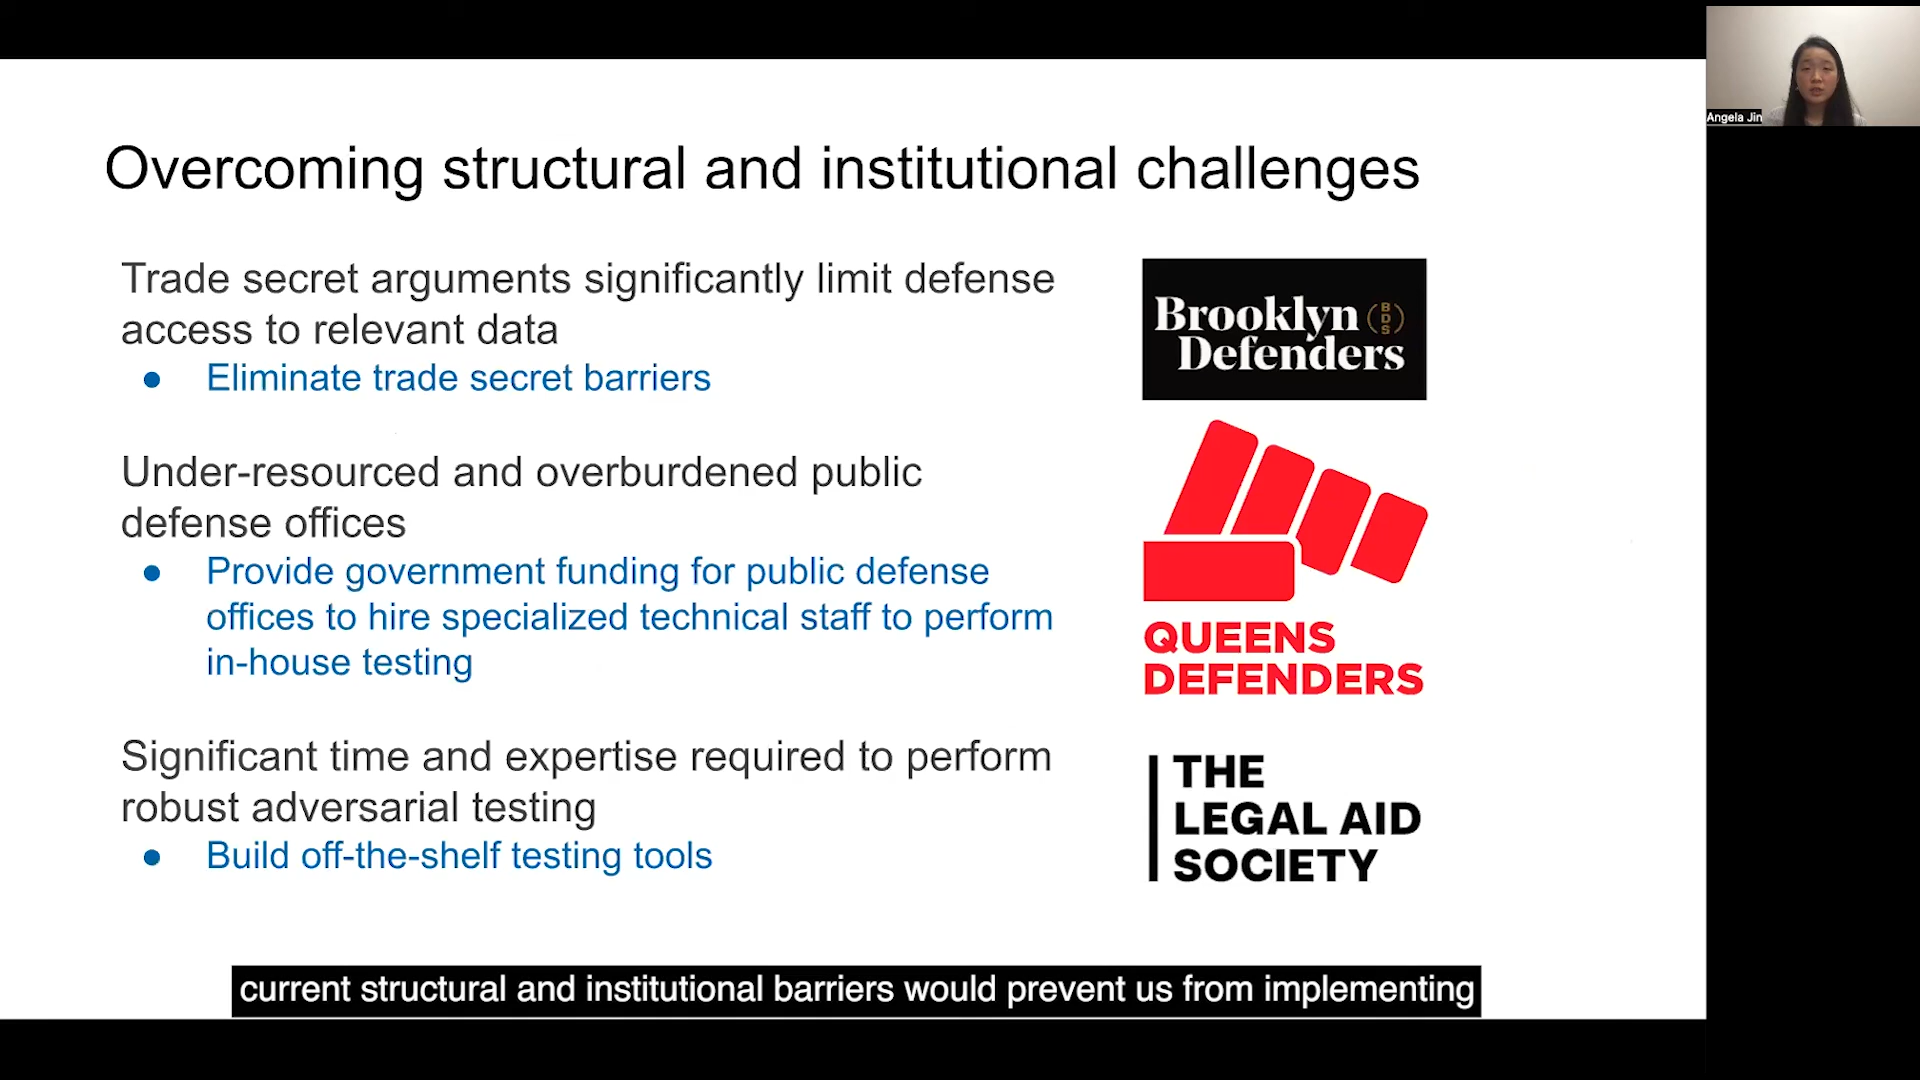 Overcoming structural and institutional challenges
Trade secret arguments significantly limit defense
access to relevant data
● Eliminate trade secret barriers
Under-resourced and overburdened public
defense offices
● Provide government funding for public defense
offices to hire specialized technical staff to perform
in-house testing
Significant time and expertise required to perform
robust adversarial testing
● Build off-the-shelf testing tools
Brooklyn
(BDS)
Defenders
QUEENS
DEFENDERS
THE
LEGAL AID
SOCIETY
current structural and institutional barriers would prevent us from implementing
Angela Jin